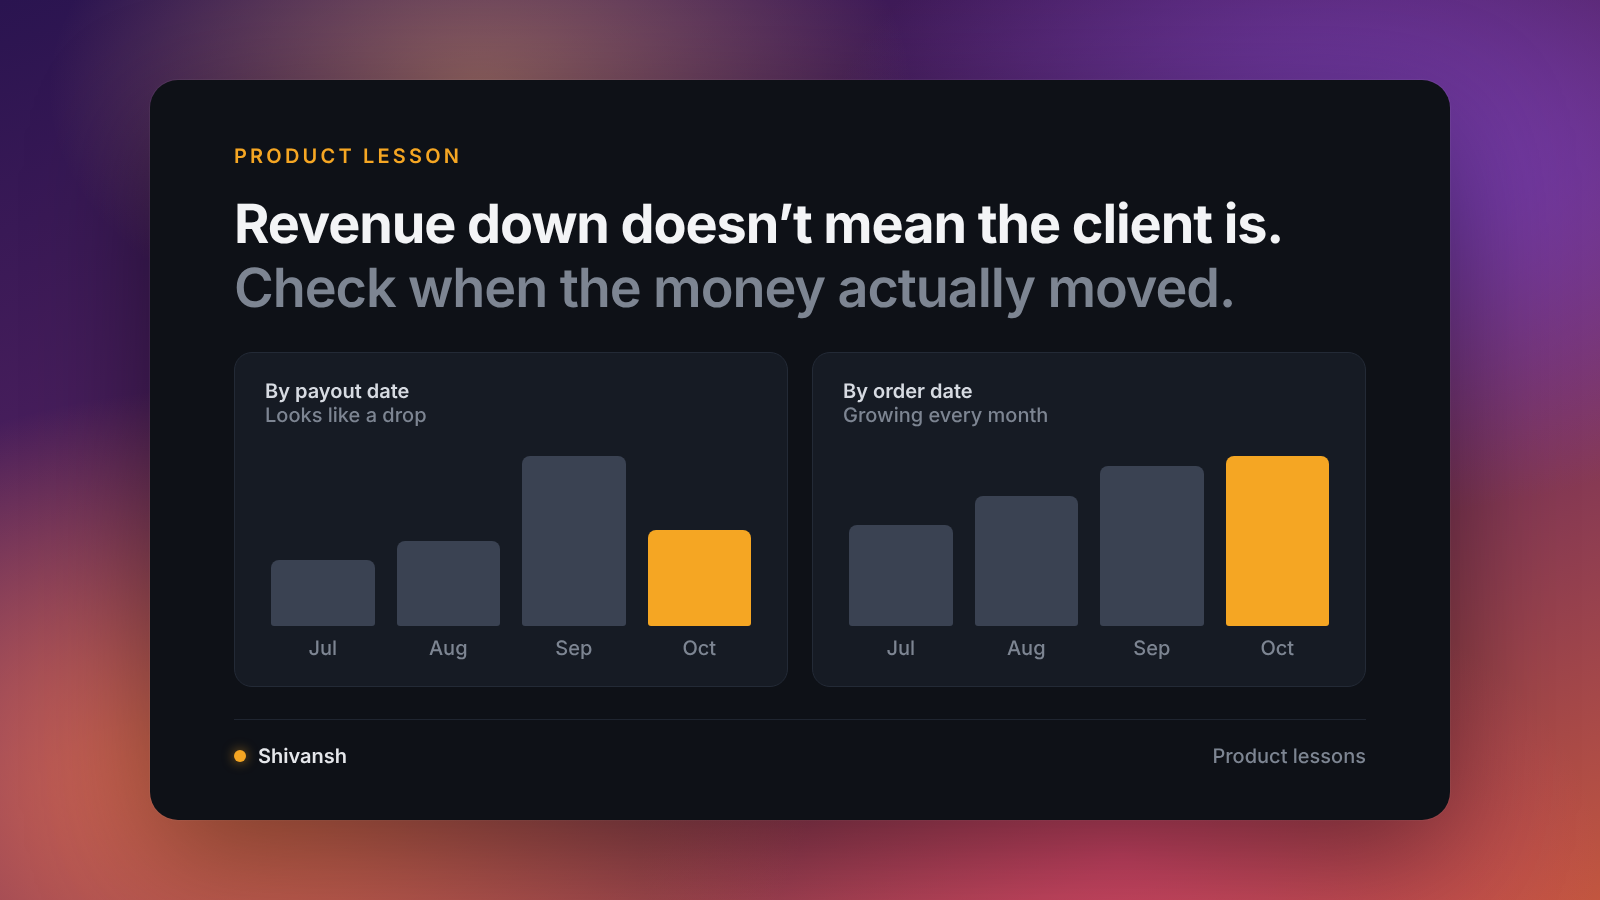 PRODUCT LESSON
Revenue down doesn’t mean the client is.
Check when the money actually moved.
By payout date
Looks like a drop
Jul Aug Sep Oct
By order date
Growing every month
Jul Aug Sep Oct
Shivansh
Product lessons